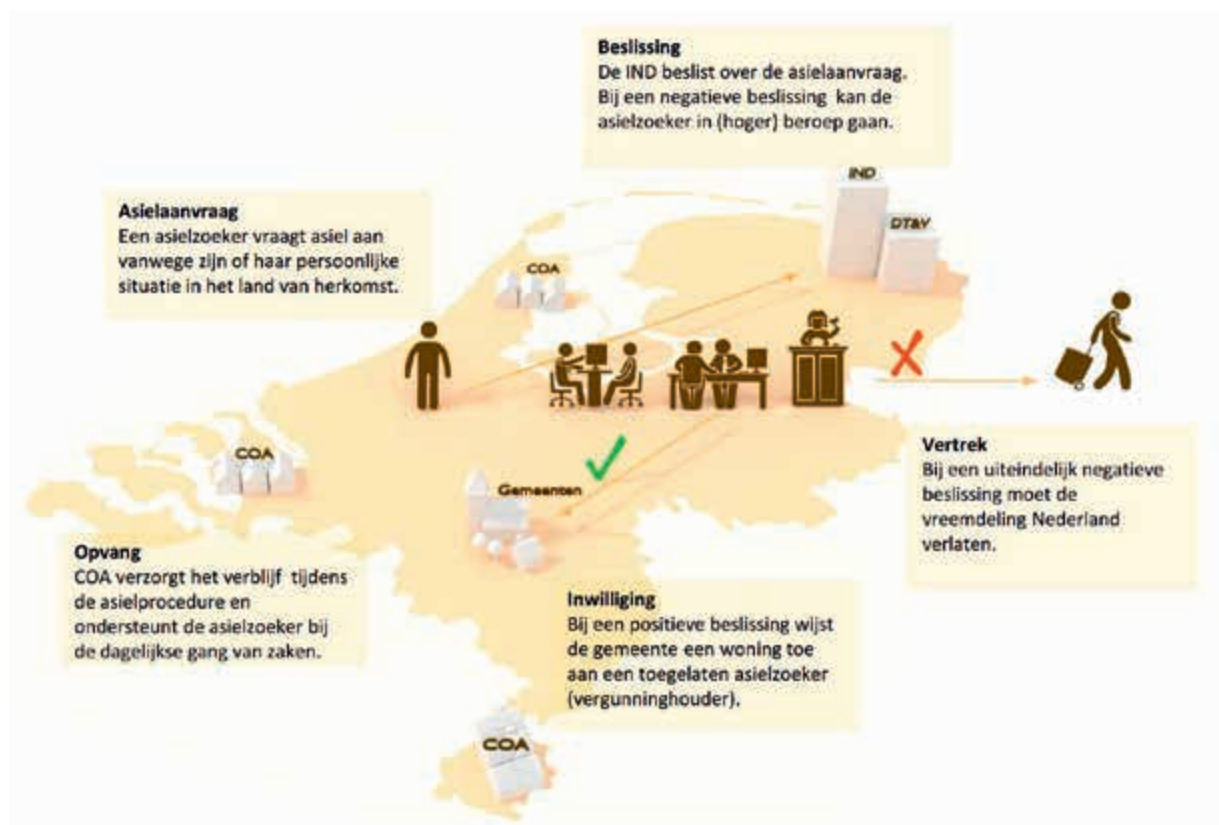 Beslissing
De IND beslist over de asielaanvraag.
Bij een negatieve beslissing kan de
asielzoeker in (hoger) beroep gaan.
IND
DT&V
Asielaanvraag
Een asielzoeker vraagt asiel aan
vanwege zijn of haar persoonlijke
situatie in het land van herkomst.
COA
COA
Gemeenten
Vertrek
Bij een uiteindelijk negatieve
beslissing moet de
vreemdeling Nederland
verlaten.
Opvang
COA verzorgt het verblijf tijdens
de asielprocedure en
ondersteunt de asielzoeker bij
de dagelijkse gang van zaken.
Inwilliging
Bij een positieve beslissing wijst
de gemeente een woning toe
aan een toegelaten asielzoeker
(vergunninghouder).
COA